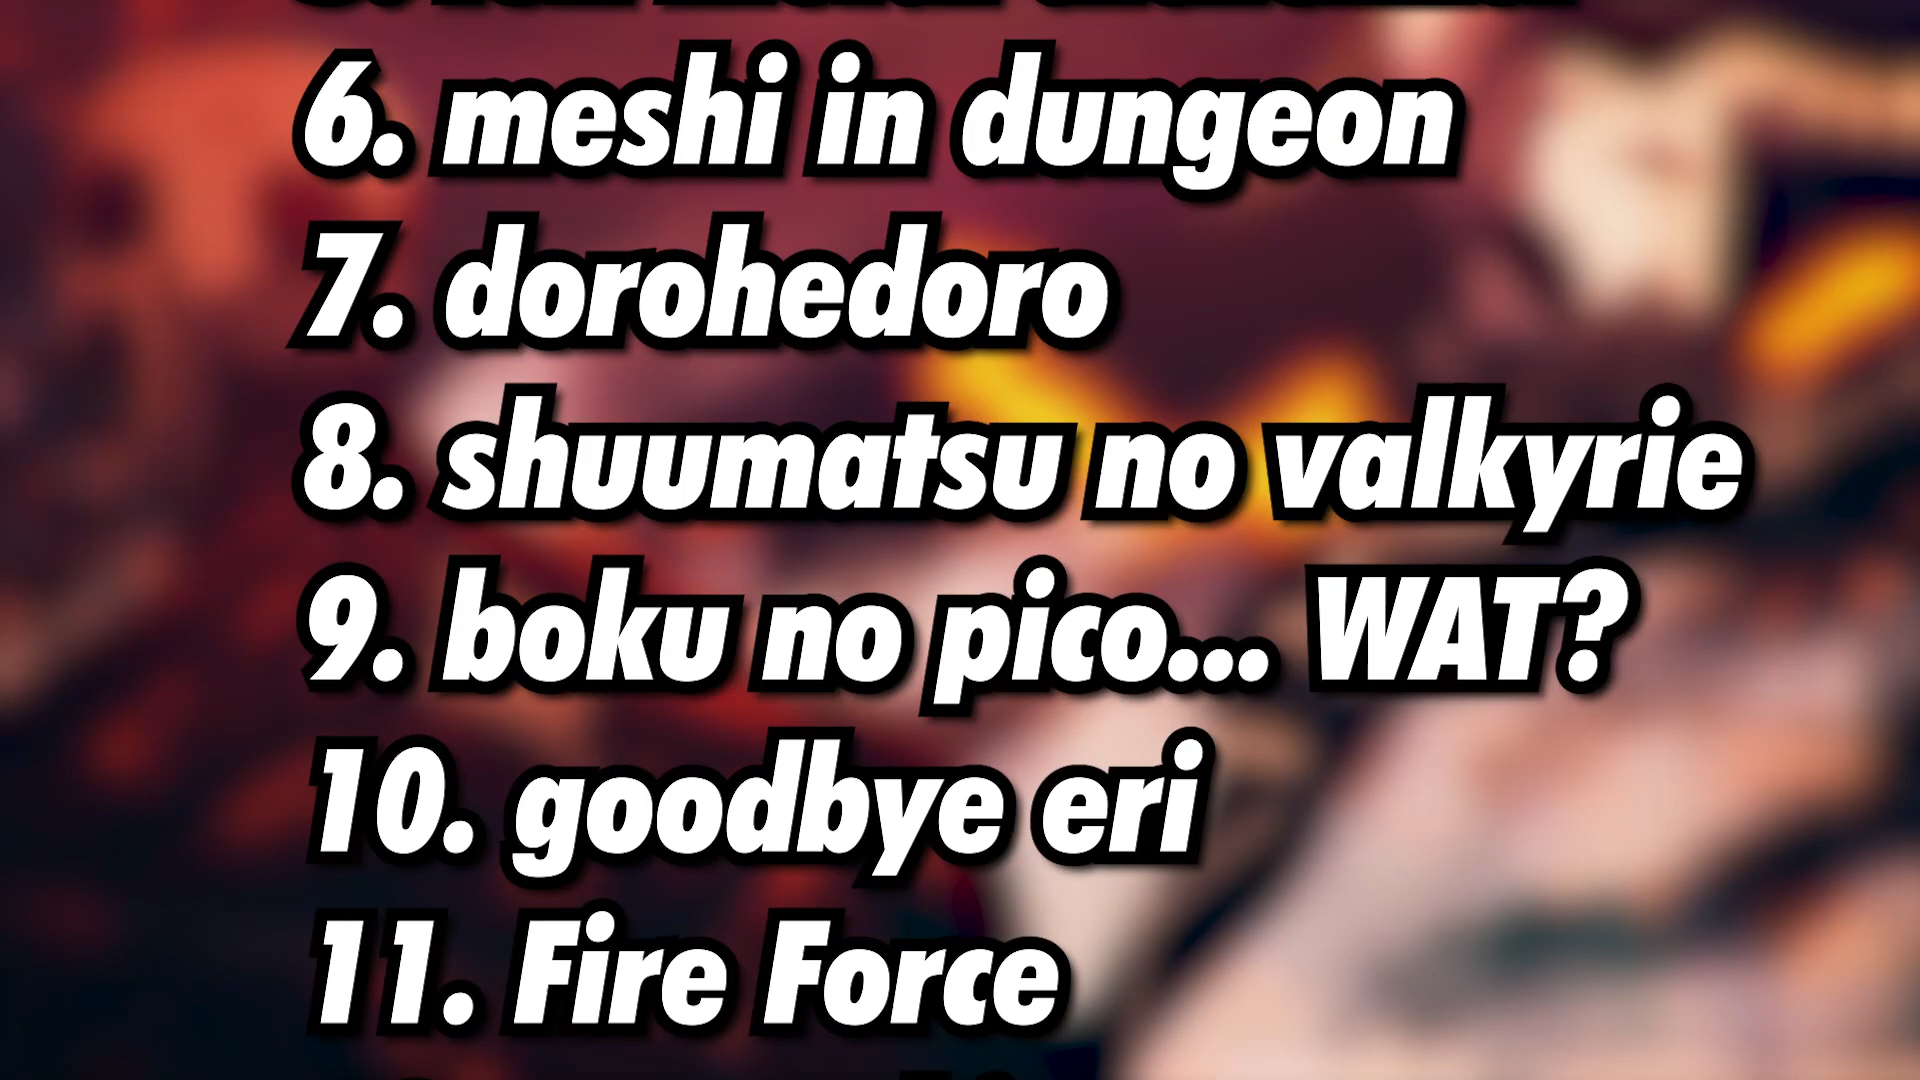 6. meshi in dungeon
7. dorohedoro
8. shuumatsu no valkyrie
9. boku no pico... WAT?
10. goodbye eri
11. Fire Force